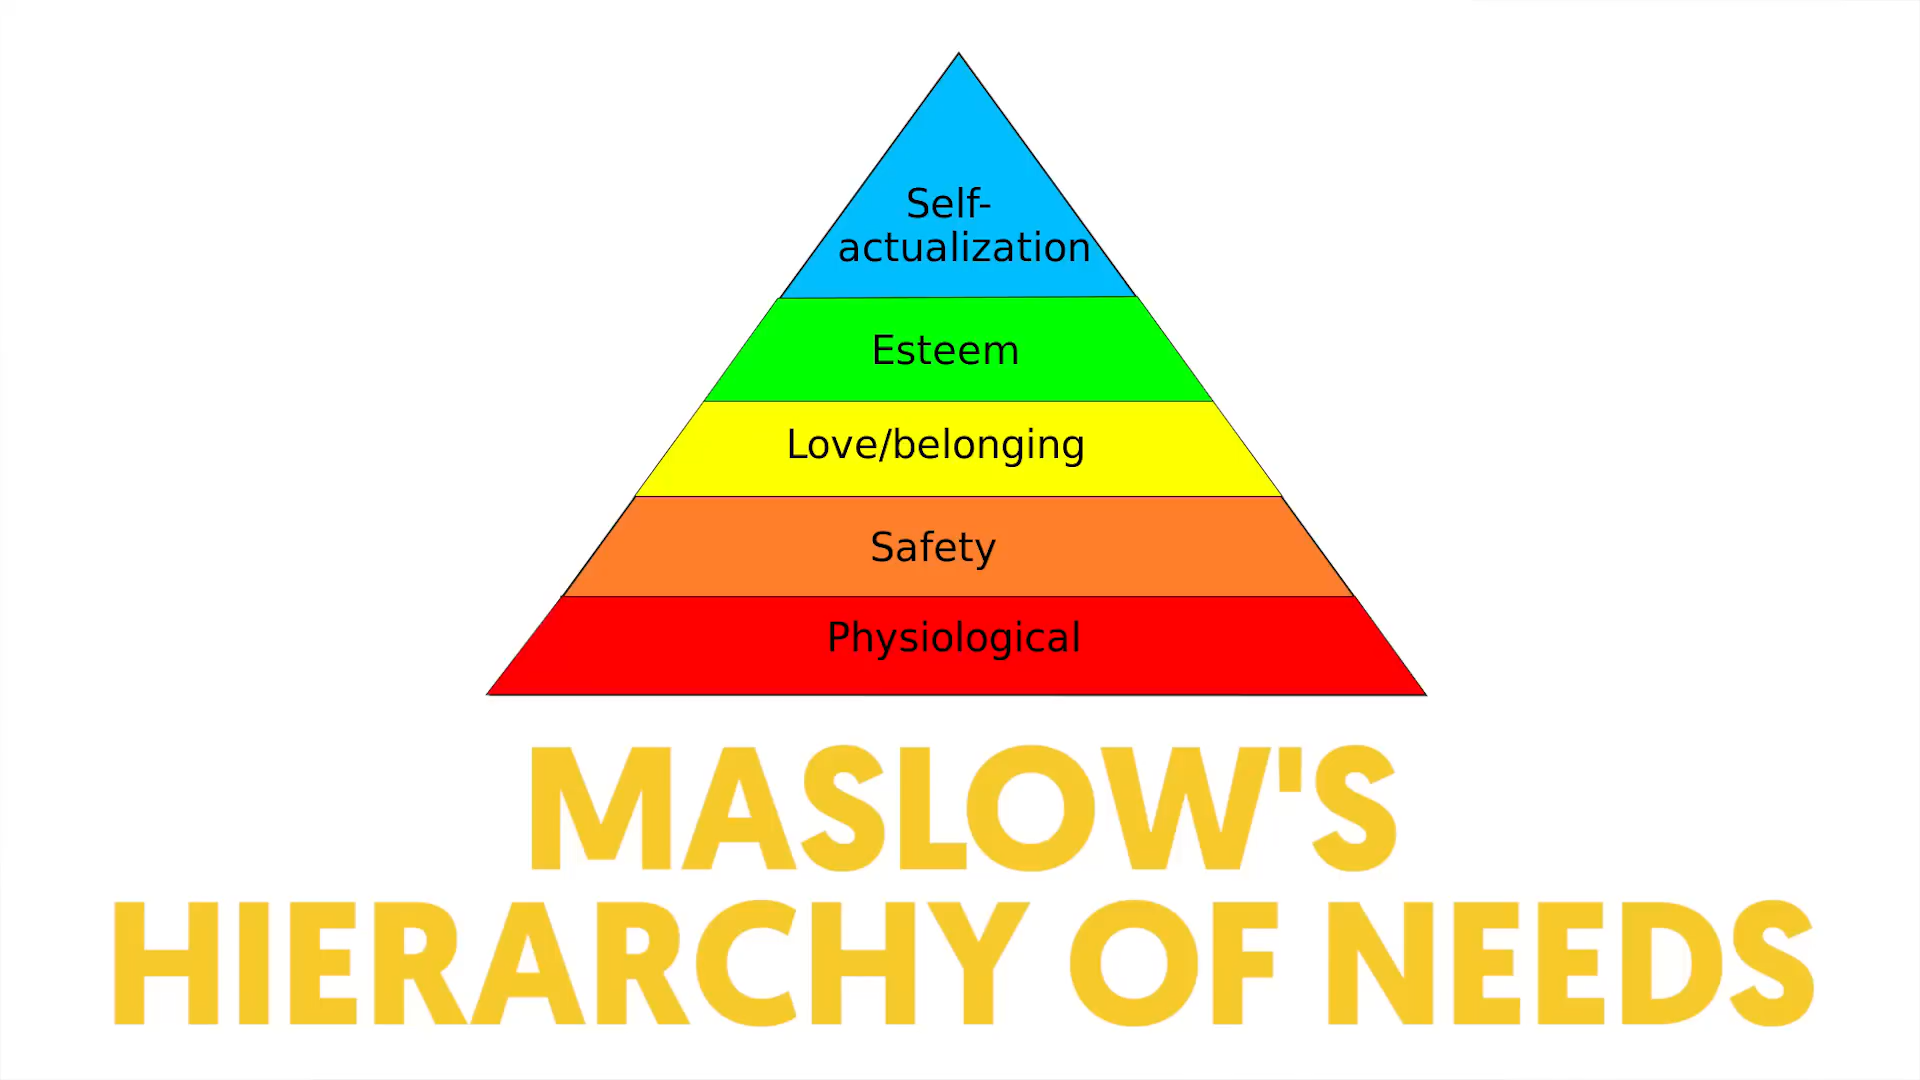 Self-
actualization
Esteem
Love/belonging
Safety
Physiological
MASLOW'S
HIERARCHY OF NEEDS